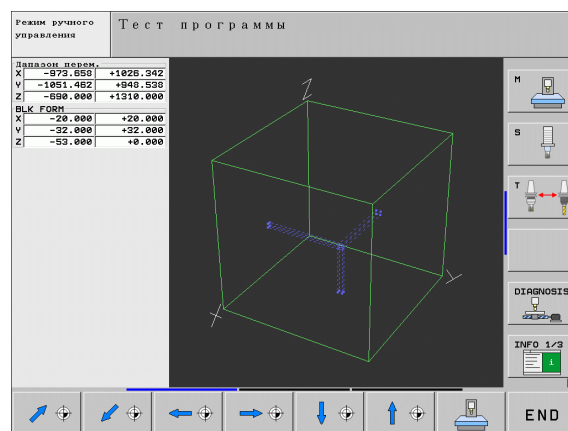 Режим ручного
управления
Тест программы
Дапазон перем.
X -973.658 +1026.342
Y -1051.462 +948.538
Z -690.000 +1310.000
BLK FORM
X -20.000 +20.000
Y -32.000 +32.000
Z -53.000 +0.000
Z
X
Y
M
S
T
DIAGNOSIS
INFO 1/3
i
END